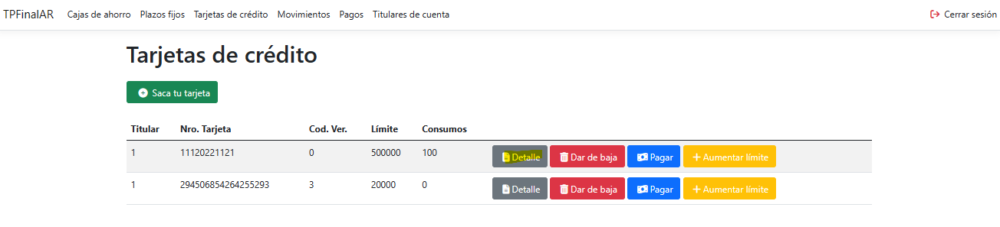 TPFinalAR Cajas de ahorro Plazos fijos Tarjetas de crédito Movimientos Pagos Titulares de cuenta Cerrar sesión
Tarjetas de crédito
Saca tu tarjeta
Titular Nro. Tarjeta Cod. Ver. Límite Consumos
1 11120221121 0 500000 100 Detalle Dar de baja Pagar Aumentar límite
1 294506854264255293 3 20000 0 Detalle Dar de baja Pagar Aumentar límite